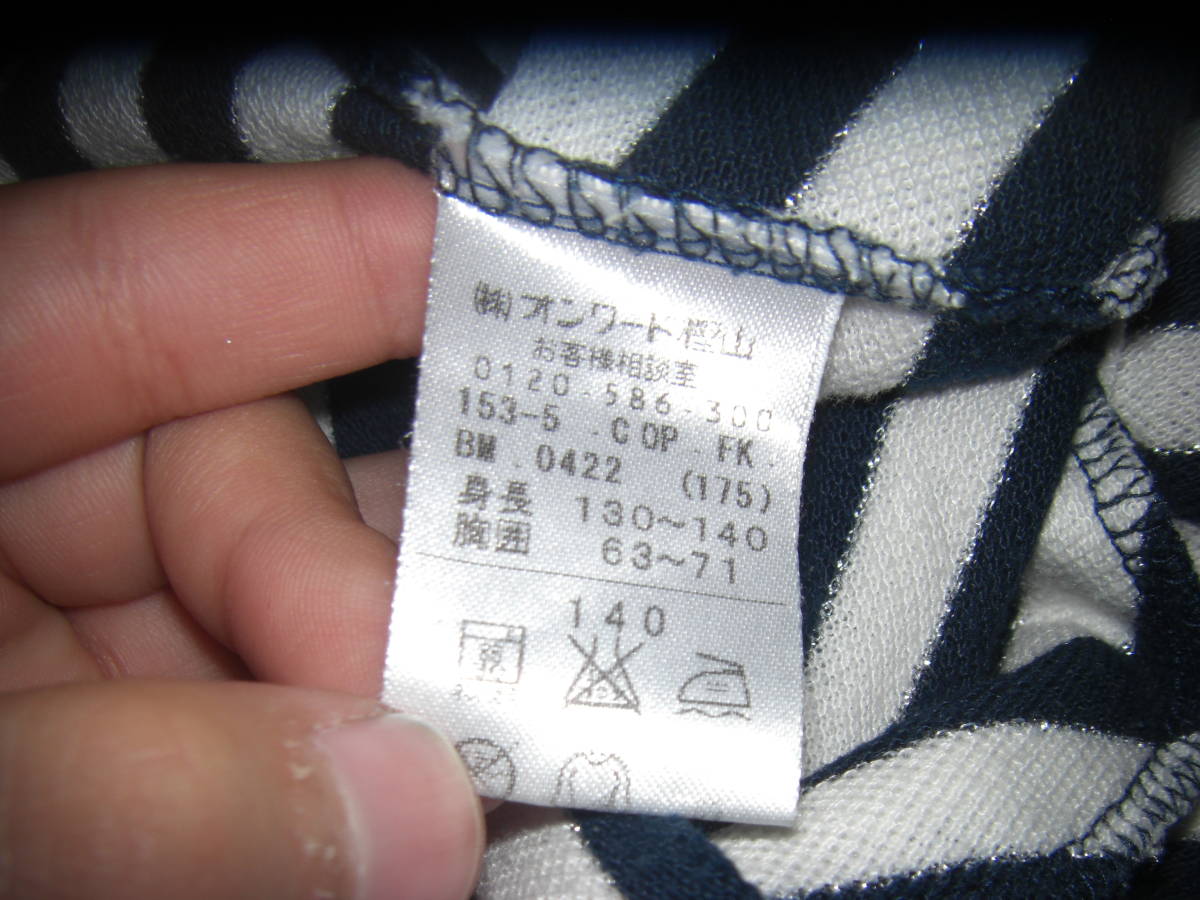 ㈱オンワード樫山
お客様相談室
0120.586.300
153-5 .COP.FK.
BM.0422 (175)
身長 130～140
胸囲 63～71
140